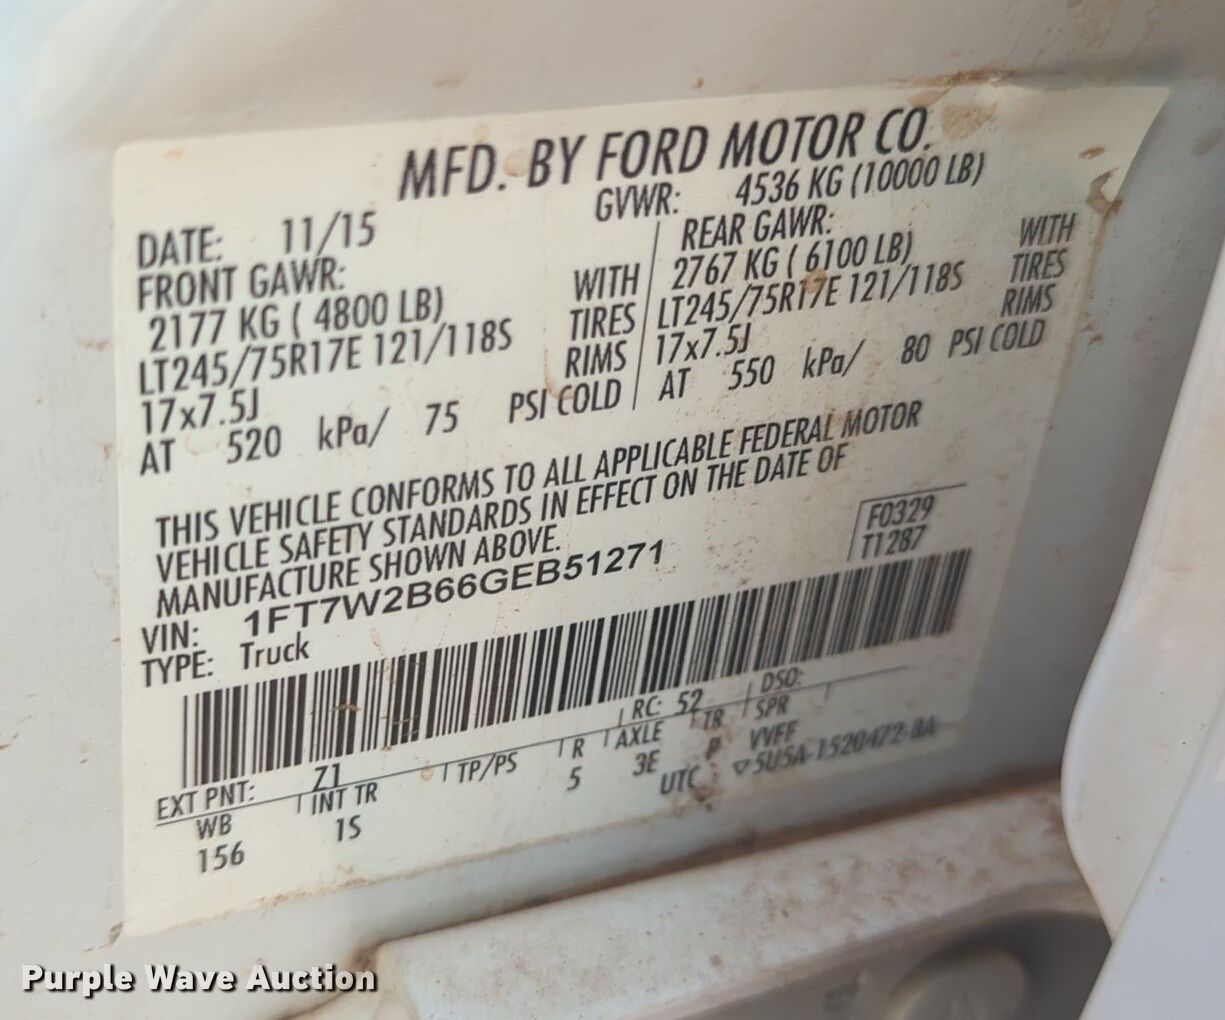 MFD. BY FORD MOTOR CO.
DATE: 11/15 GVWR: 4536 KG (10000 LB)
FRONT GAWR: REAR GAWR:
2177 KG ( 4800 LB) WITH 2767 KG ( 6100 LB) WITH
LT245/75R17E 121/118S TIRES LT245/75R17E 121/118S TIRES
17x7.5J RIMS 17x7.5J RIMS
AT 520 kPa/ 75 PSI COLD AT 550 kPa/ 80 PSI COLD
THIS VEHICLE CONFORMS TO ALL APPLICABLE FEDERAL MOTOR
VEHICLE SAFETY STANDARDS IN EFFECT ON THE DATE OF
MANUFACTURE SHOWN ABOVE.
F0329
T1287
VIN: 1FT7W2B66GEB51271
TYPE: Truck
EXT PNT: Z1 RC: 52 DSO:
WB INT TR TP/PS R AXLE TR SPR
156 1S 5 3E P VVFF
UTC ▽5U5A-1520472-BA
Purple Wave Auction